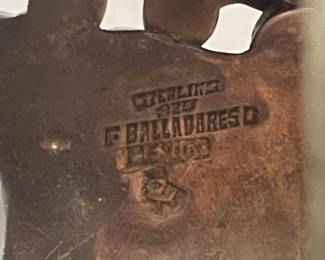 STERLING
925
F BALLADARES D
MEXICO